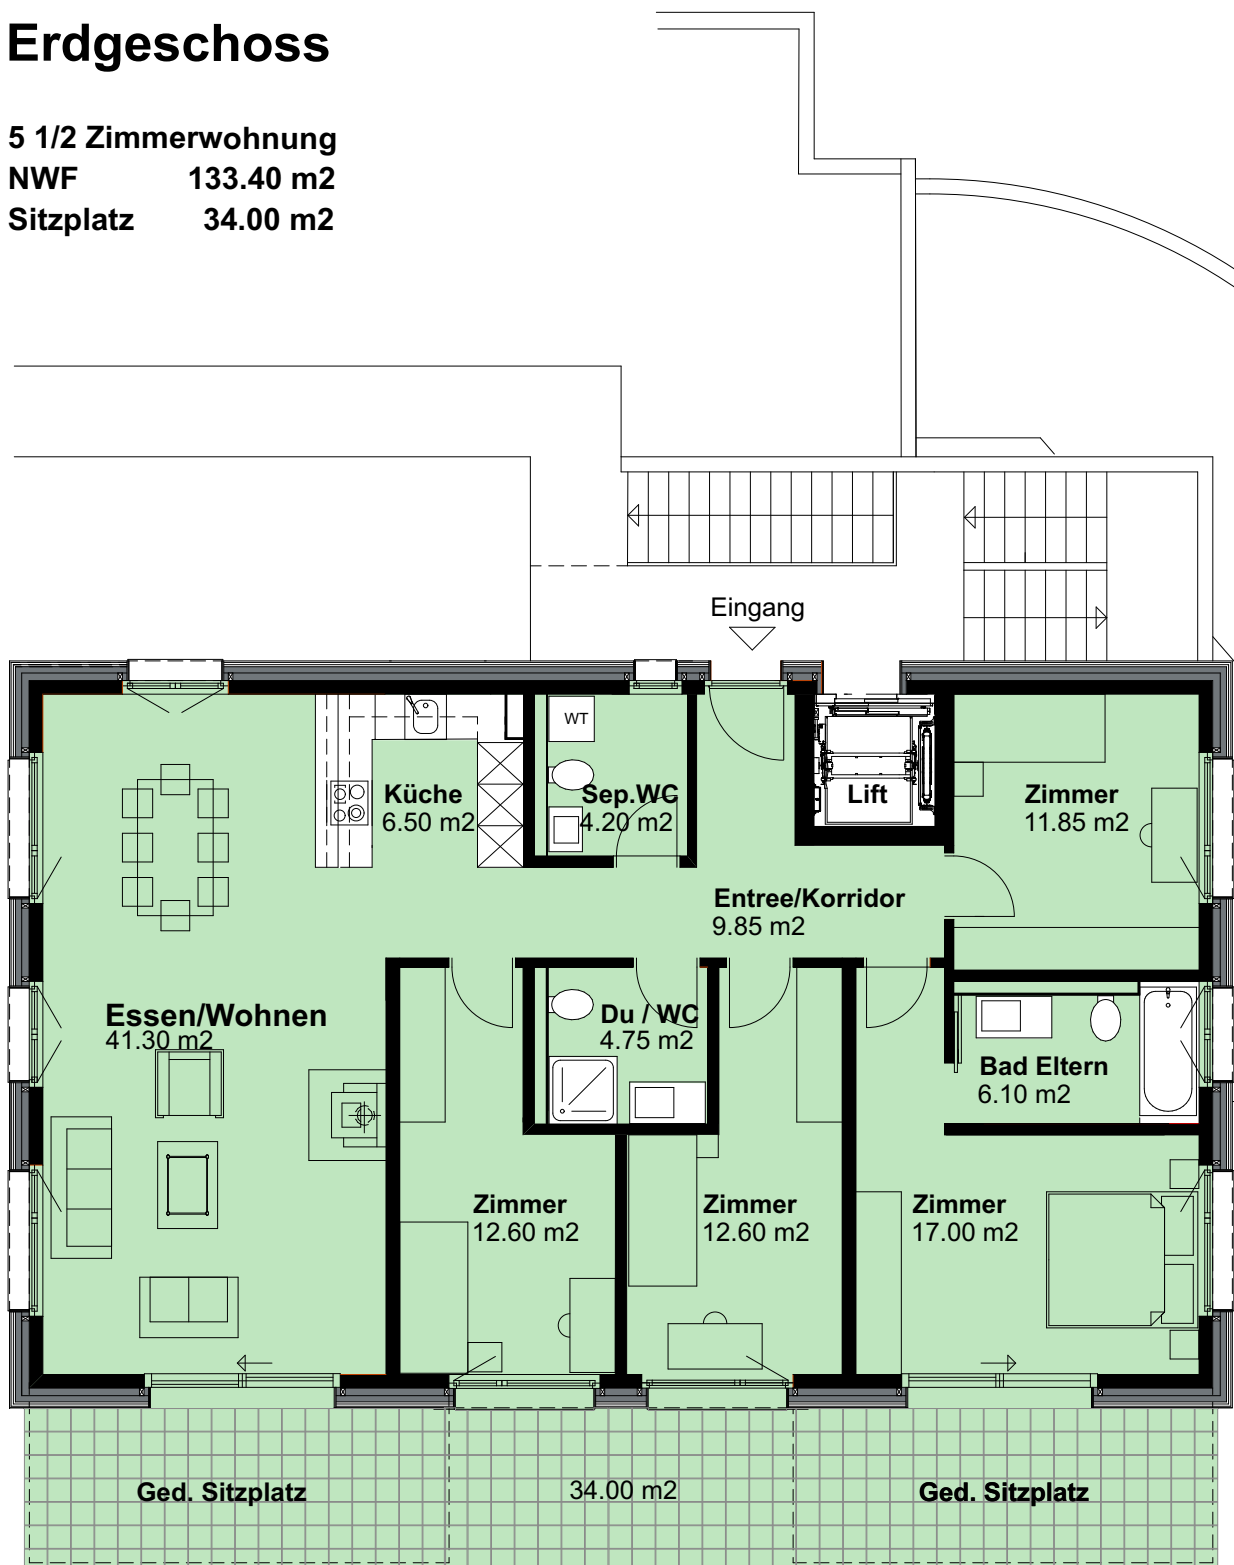 Erdgeschoss
5 1/2 Zimmerwohnung
NWF 133.40 m2
Sitzplatz 34.00 m2
Eingang
WT
Küche
6.50 m2
Sep.WC
4.20 m2
Lift
Zimmer
11.85 m2
Entree/Korridor
9.85 m2
Essen/Wohnen
41.30 m2
Du / WC
4.75 m2
Bad Eltern
6.10 m2
Zimmer
12.60 m2
Zimmer
12.60 m2
Zimmer
17.00 m2
Ged. Sitzplatz
34.00 m2
Ged. Sitzplatz